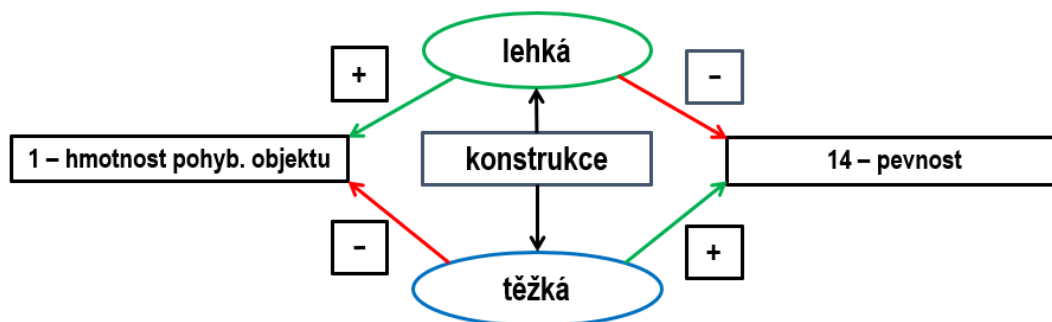 lehká
+
–
1 – hmotnost pohyb. objektu
konstrukce
14 – pevnost
–
+
těžká